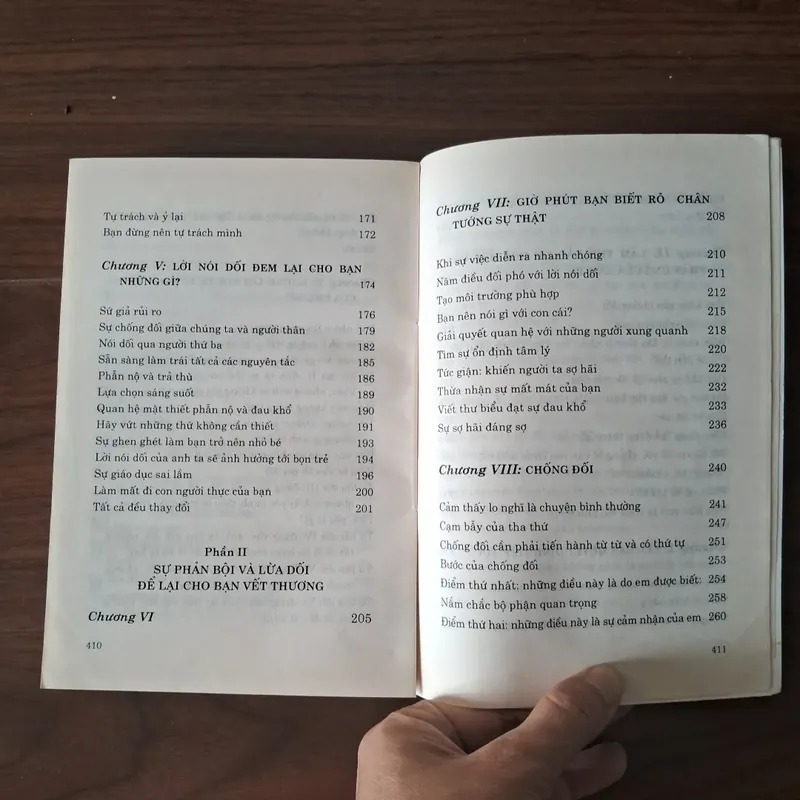 Tự trách và ỷ lại 171
Bạn đừng nên tự trách mình 172
Chương V: LỜI NÓI DỐI ĐEM LẠI CHO BẠN
NHỮNG GÌ? 174
Sứ giả rủi ro 176
Sự chống đối giữa chúng ta và người thân 179
Nói dối qua người thứ ba 182
Sẵn sàng làm trái tất cả các nguyên tắc 185
Phẫn nộ và trả thù 186
Lựa chọn sáng suốt 189
Quan hệ mật thiết phẫn nộ và đau khổ 190
Hãy vứt những thứ không cần thiết 191
Sự ghen ghét làm bạn trở nên nhỏ bé 193
Lời nói dối của anh ta sẽ ảnh hưởng tới bọn trẻ 194
Sự giáo dục sai lầm 196
Làm mất đi con người thực của bạn 200
Tất cả đều thay đổi 201
Phần II
SỰ PHẢN BỘI VÀ LỪA DỐI
ĐỂ LẠI CHO BẠN VẾT THƯƠNG
Chương VI 205
410
Chương VII: GIỜ PHÚT BẠN BIẾT RÕ CHÂN
TƯỚNG SỰ THẬT 208
Khi sự việc diễn ra nhanh chóng 210
Năm điều đối phó với lời nói dối 211
Tạo môi trường phù hợp 212
Bạn nên nói gì với con cái? 215
Giải quyết quan hệ với những người xung quanh 218
Tìm sự ổn định tâm lý 220
Tức giận: khiến người ta sợ hãi 222
Thừa nhận sự mất mát của bạn 232
Viết thư biểu đạt sự đau khổ 233
Sự sợ hãi đáng sợ 236
Chương VIII: CHỐNG ĐỐI 240
Cảm thấy lo nghĩ là chuyện bình thường 241
Cạm bẫy của tha thứ 247
Chống đối cần phải tiến hành từ từ và có thứ tự 251
Bước của chống đối 253
Điểm thứ nhất: những điều này là do em được biết: 254
Nắm chắc bộ phận quan trọng 258
Điểm thứ hai: những điều này là sự cảm nhận của em 260
411